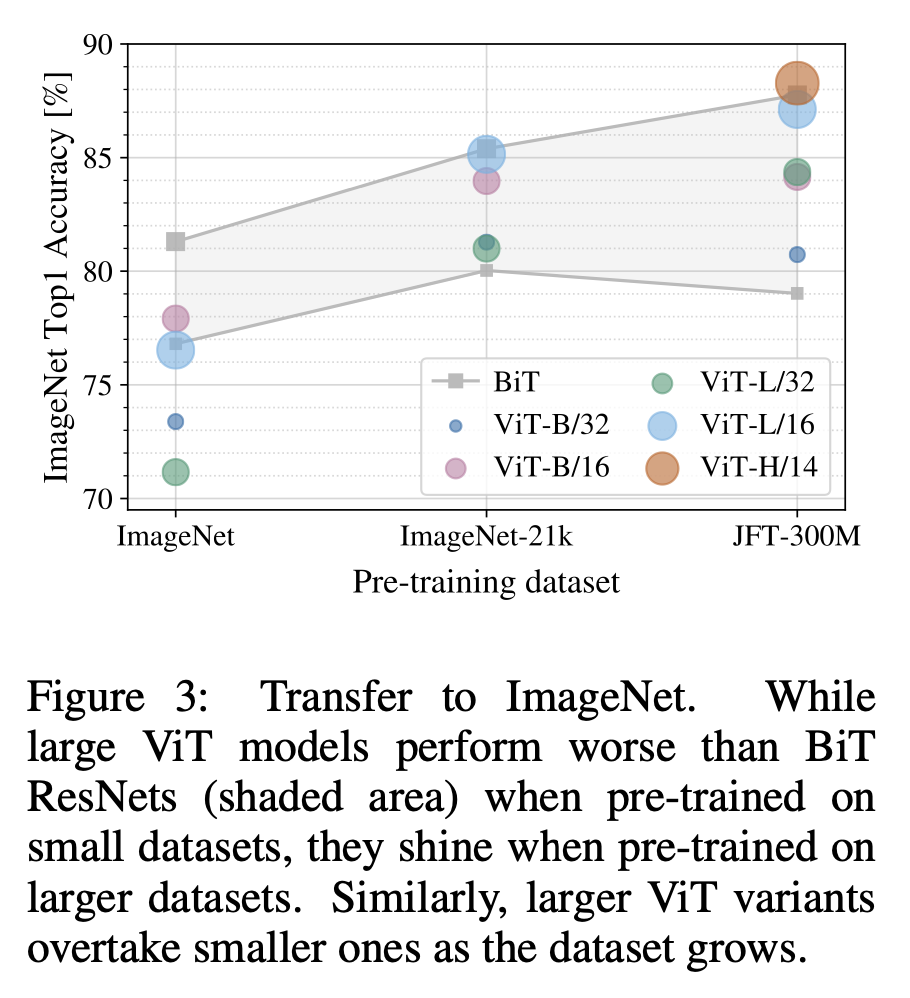 ImageNet Top1 Accuracy [%]
90
85
80
75
70
BiT
ViT-B/32
ViT-B/16
ViT-L/32
ViT-L/16
ViT-H/14
ImageNet
ImageNet-21k
JFT-300M
Pre-training dataset
Figure 3: Transfer to ImageNet. While
large ViT models perform worse than BiT
ResNets (shaded area) when pre-trained on
small datasets, they shine when pre-trained on
larger datasets. Similarly, larger ViT variants
overtake smaller ones as the dataset grows.